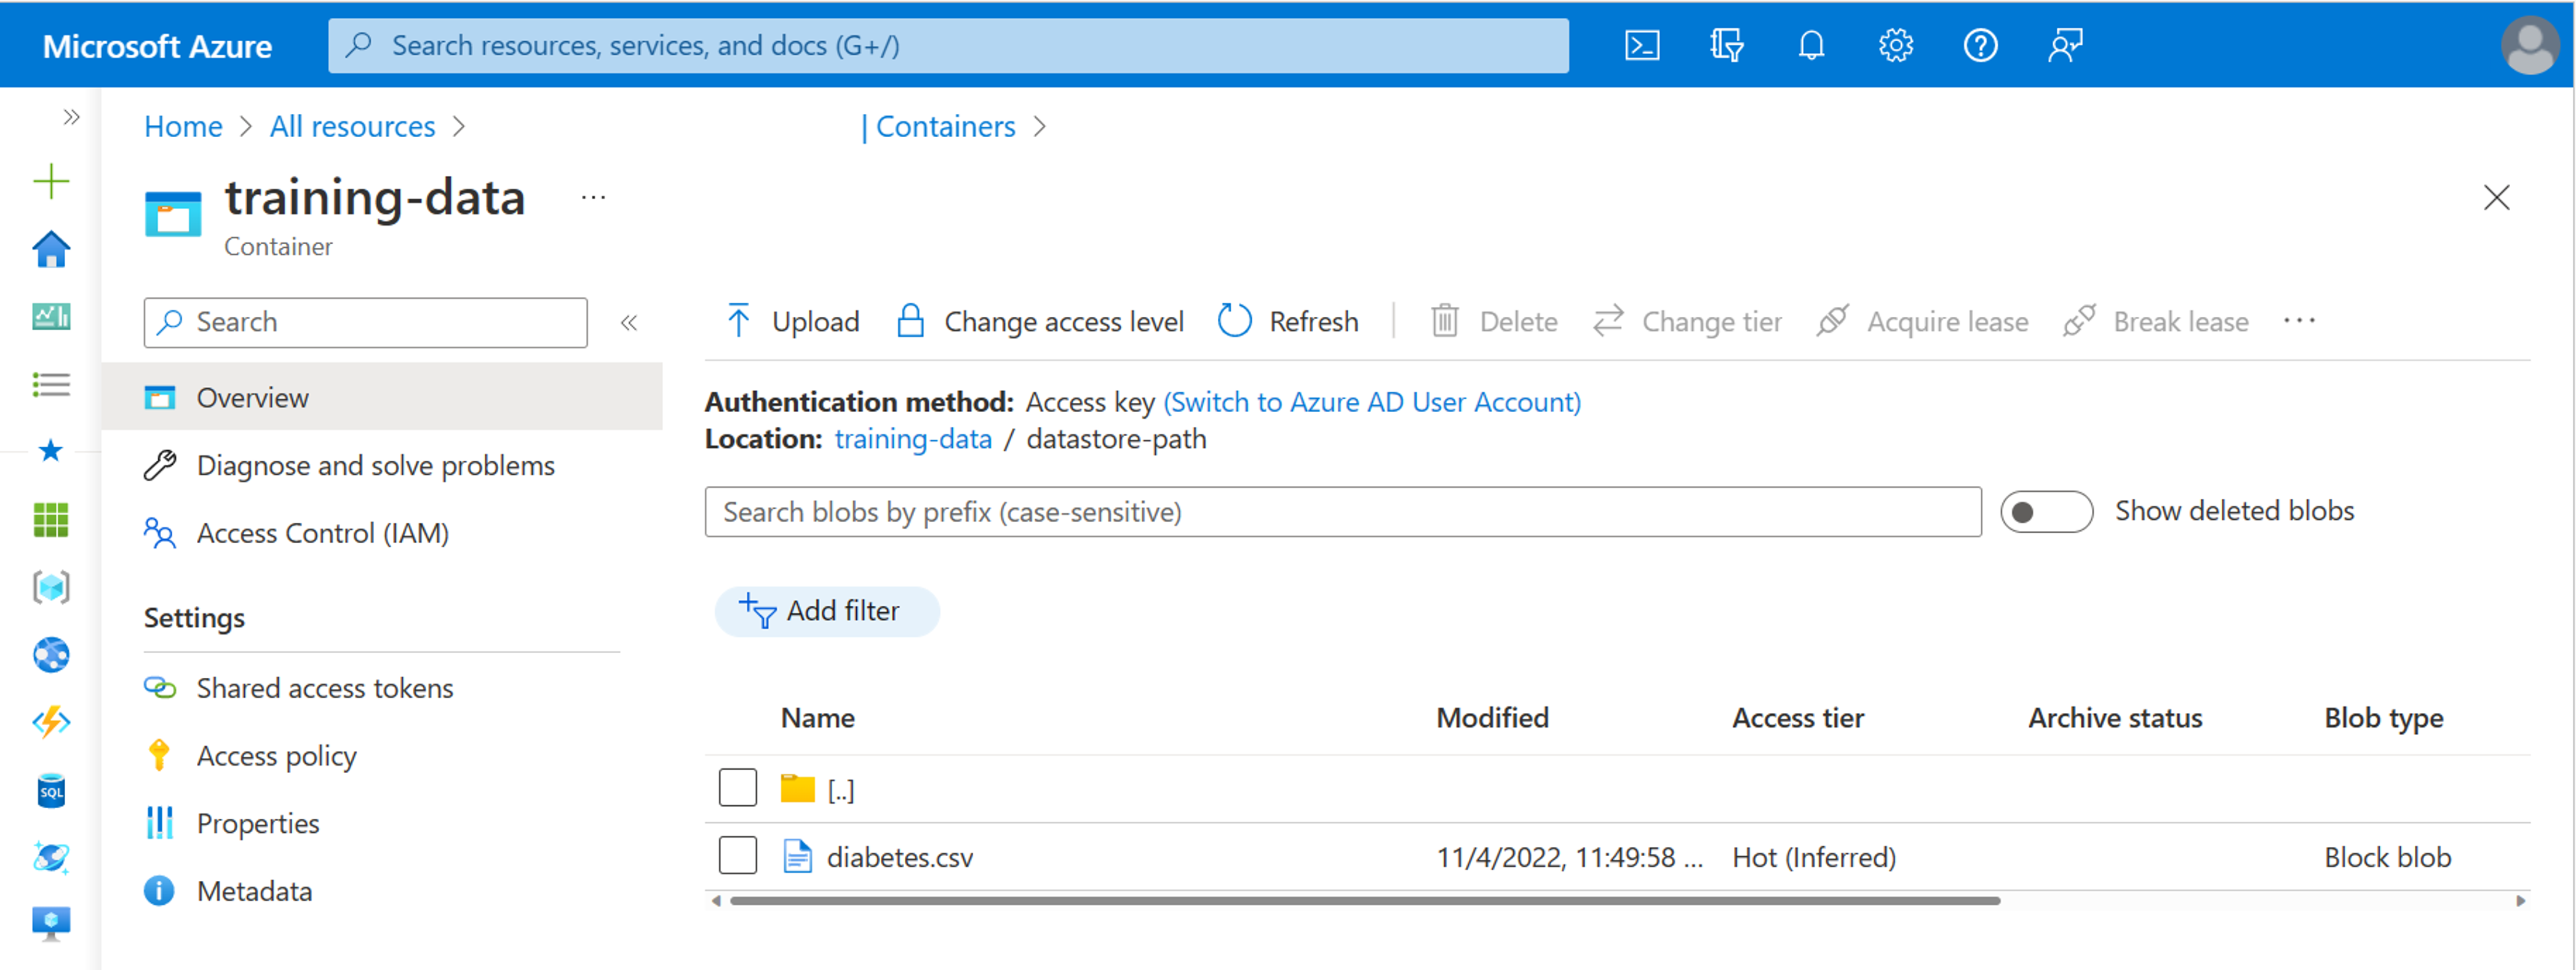 Microsoft Azure
Search resources, services, and docs (G+/)
Home > All resources > | Containers >
training-data ...
Container
Search
Overview
Diagnose and solve problems
Access Control (IAM)
Settings
Shared access tokens
Access policy
Properties
Metadata
Upload Change access level Refresh Delete Change tier Acquire lease Break lease ...
Authentication method: Access key (Switch to Azure AD User Account)
Location: training-data / datastore-path
Search blobs by prefix (case-sensitive) Show deleted blobs
Add filter
Name Modified Access tier Archive status Blob type
[..]
diabetes.csv 11/4/2022, 11:49:58 ... Hot (Inferred) Block blob
SQL